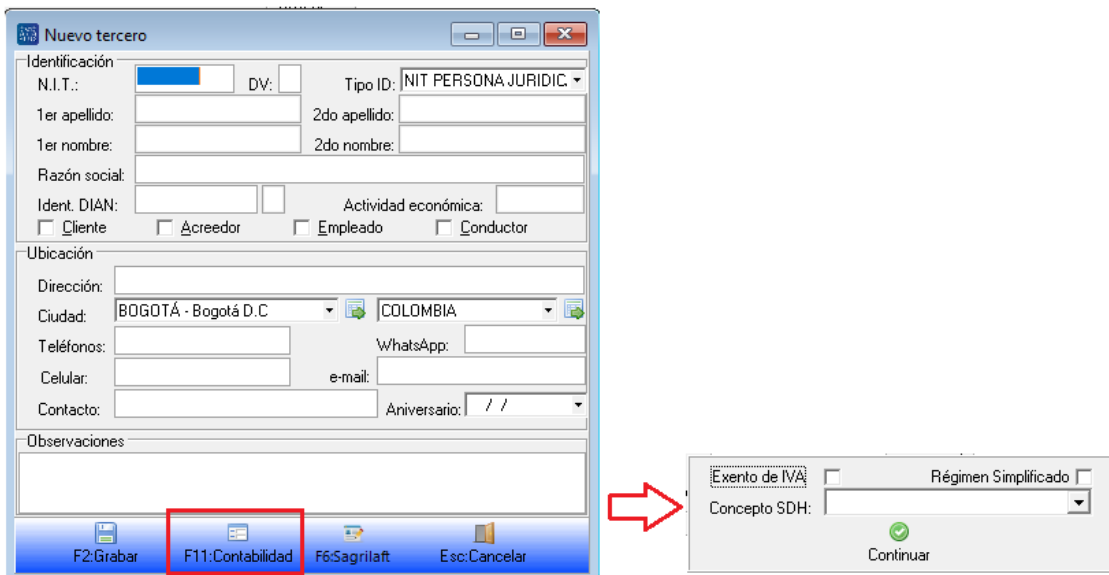 Nuevo tercero
Identificación
N.I.T.: DV: Tipo ID: NIT PERSONA JURIDIC
1er apellido: 2do apellido:
1er nombre: 2do nombre:
Razón social:
Ident. DIAN: Actividad económica:
Cliente Acreedor Empleado Conductor
Ubicación
Dirección:
Ciudad: BOGOTÁ - Bogotá D.C COLOMBIA
Teléfonos: WhatsApp:
Celular: e-mail:
Contacto: Aniversario: / /
Observaciones
F2:Grabar F11:Contabilidad F6:Sagrilaft Esc:Cancelar
Exento de IVA Régimen Simplificado
Concepto SDH:
Continuar